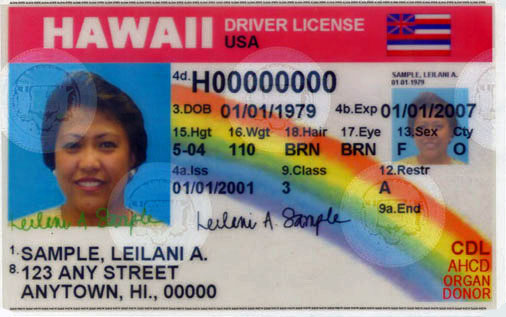 HAWAII DRIVER LICENSE
USA
4d. H00000000
SAMPLE, LEILANI A.
01-01-1979
3.DOB 01/01/1979 4b.Exp 01/01/2007
15.Hgt 16.Wgt 18.Hair 17.Eye 13.Sex Cty
5-04 110 BRN BRN F O
4a.Iss 9.Class 12.Restr
01/01/2001 3 A
9a.End
Leilani A. Sample
Leilani A. Sample
1. SAMPLE, LEILANI A.
8. 123 ANY STREET
ANYTOWN, HI., 00000
CDL
AHCD
ORGAN
DONOR